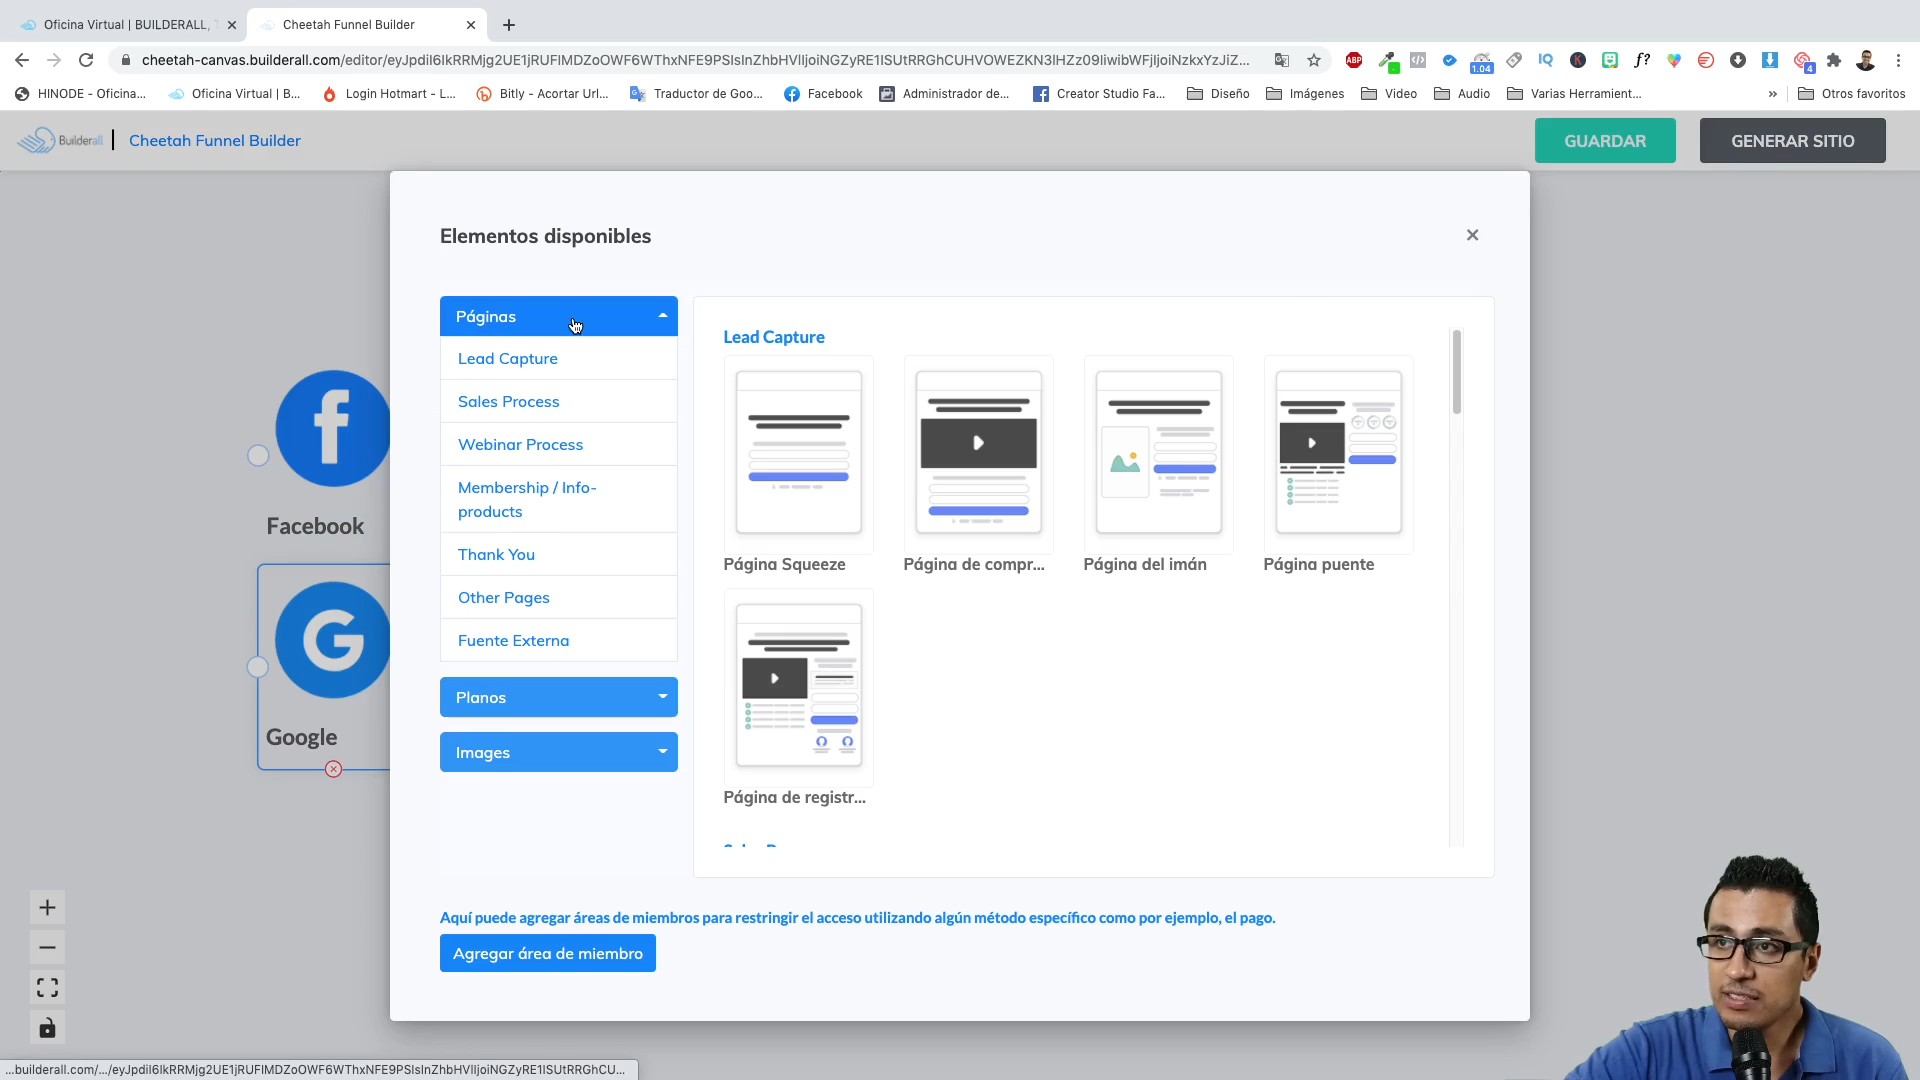 Oficina Virtual | BUILDERALL,
Cheetah Funnel Builder
cheetah-canvas.builderall.com/editor/
ABP
1.04
IQ
K
f?
4
HINODE - Oficina...
Oficina Virtual | B...
Login Hotmart - L...
Bitly - Acortar Url...
Traductor de Goo...
Facebook
Administrador de...
Creator Studio Fa...
Diseño
Imágenes
Video
Audio
Varias Herramient...
»
Otros favoritos
Builderall
Cheetah Funnel Builder
GUARDAR
GENERAR SITIO
Elementos disponibles
Páginas
Lead Capture
Sales Process
Webinar Process
Membership / Info-
products
Thank You
Other Pages
Fuente Externa
Planos
Images
Lead Capture
Página Squeeze
Página de compr...
Página del imán
Página puente
Página de registr...
Facebook
Google
Aquí puede agregar áreas de miembros para restringir el acceso utilizando algún método específico como por ejemplo, el pago.
Agregar área de miembro